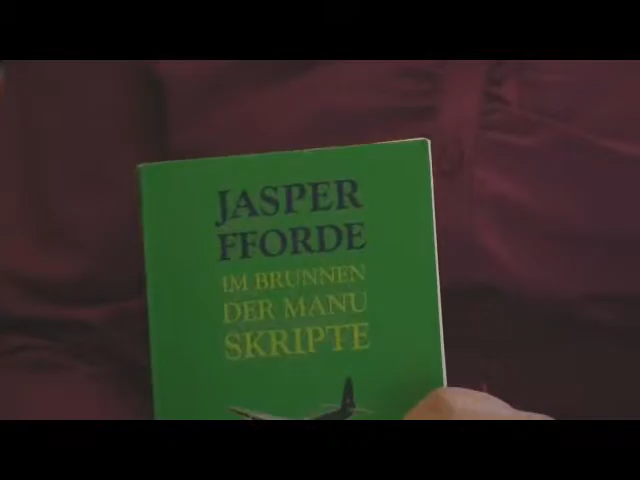 JASPER
FFORDE
IM BRUNNEN
DER MANU
SKRIPTE